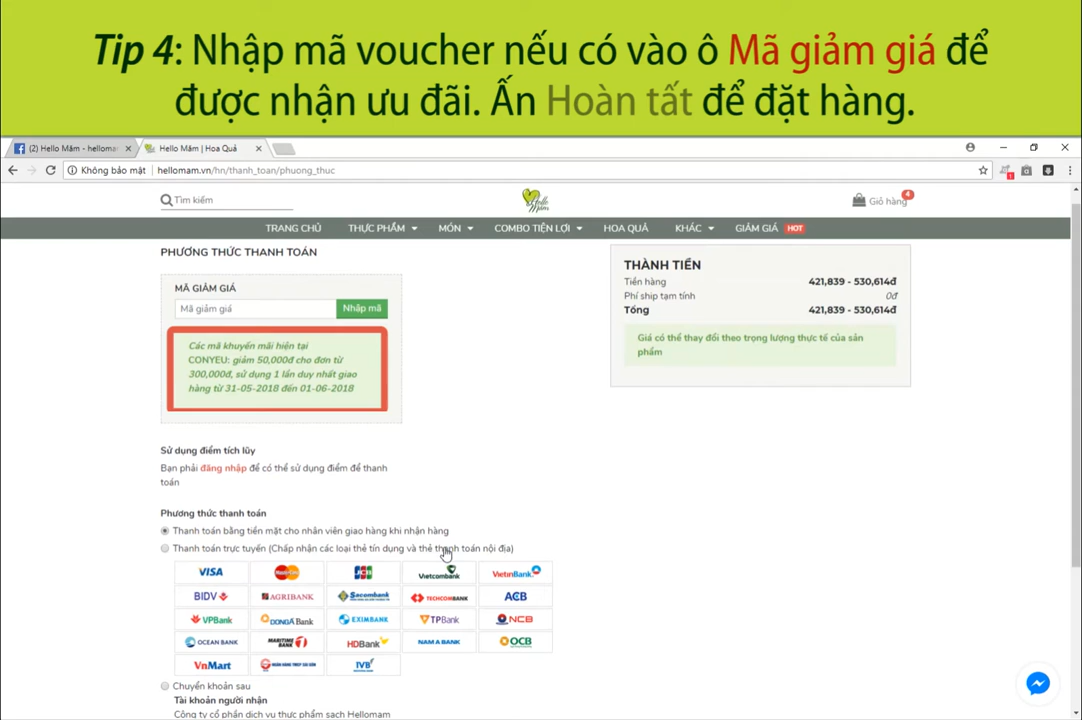 Tip 4: Nhập mã voucher nếu có vào ô Mã giảm giá để
được nhận ưu đãi. Ấn Hoàn tất để đặt hàng.
(2) Hello Mắm - hellomam
Hello Mắm | Hoa Quả
Không bảo mật
hellomam.vn/hn/thanh_toan/phuong_thuc
1
Tìm kiếm
Hello Mắm
Giỏ hàng
4
TRANG CHỦ THỰC PHẨM MÓN COMBO TIỆN LỢI HOA QUẢ KHÁC GIẢM GIÁ HOT
PHƯƠNG THỨC THANH TOÁN
MÃ GIẢM GIÁ
Mã giảm giá Nhập mã
Các mã khuyến mãi hiện tại
CONYEU: giảm 50,000đ cho đơn từ
300,000đ, sử dụng 1 lần duy nhất giao
hàng từ 31-05-2018 đến 01-06-2018
THÀNH TIỀN
Tiền hàng 421,839 - 530,614đ
Phí ship tạm tính 0đ
Tổng 421,839 - 530,614đ
Giá có thể thay đổi theo trọng lượng thực tế của sản
phẩm
Sử dụng điểm tích lũy
Bạn phải đăng nhập để có thể sử dụng điểm để thanh
toán
Phương thức thanh toán
Thanh toán bằng tiền mặt cho nhân viên giao hàng khi nhận hàng
Thanh toán trực tuyến (Chấp nhận các loại thẻ tín dụng và thẻ thanh toán nội địa)
VISA MasterCard JCB Vietcombank VietinBank
BIDV AGRIBANK Sacombank TECHCOMBANK ACB
VPBank DONGA Bank EXIMBANK TPBank NCB
OCEAN BANK MARITIME BANK HDBank NAM A BANK OCB
VnMart IVB
Chuyển khoản sau
Tài khoản người nhận
Công ty cổ phần dịch vụ thực phẩm sạch Hellomam